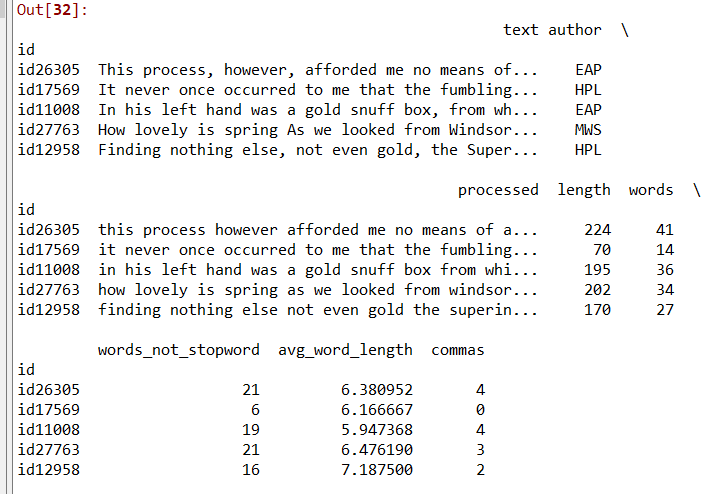 Out[32]:
text author \
id
id26305 This process, however, afforded me no means of... EAP
id17569 It never once occurred to me that the fumbling... HPL
id11008 In his left hand was a gold snuff box, from wh... EAP
id27763 How lovely is spring As we looked from Windsor... MWS
id12958 Finding nothing else, not even gold, the Super... HPL
processed length words \
id
id26305 this process however afforded me no means of a... 224 41
id17569 it never once occurred to me that the fumbling... 70 14
id11008 in his left hand was a gold snuff box from whi... 195 36
id27763 how lovely is spring as we looked from windsor... 202 34
id12958 finding nothing else not even gold the superin... 170 27
words_not_stopword avg_word_length commas
id
id26305 21 6.380952 4
id17569 6 6.166667 0
id11008 19 5.947368 4
id27763 21 6.476190 3
id12958 16 7.187500 2